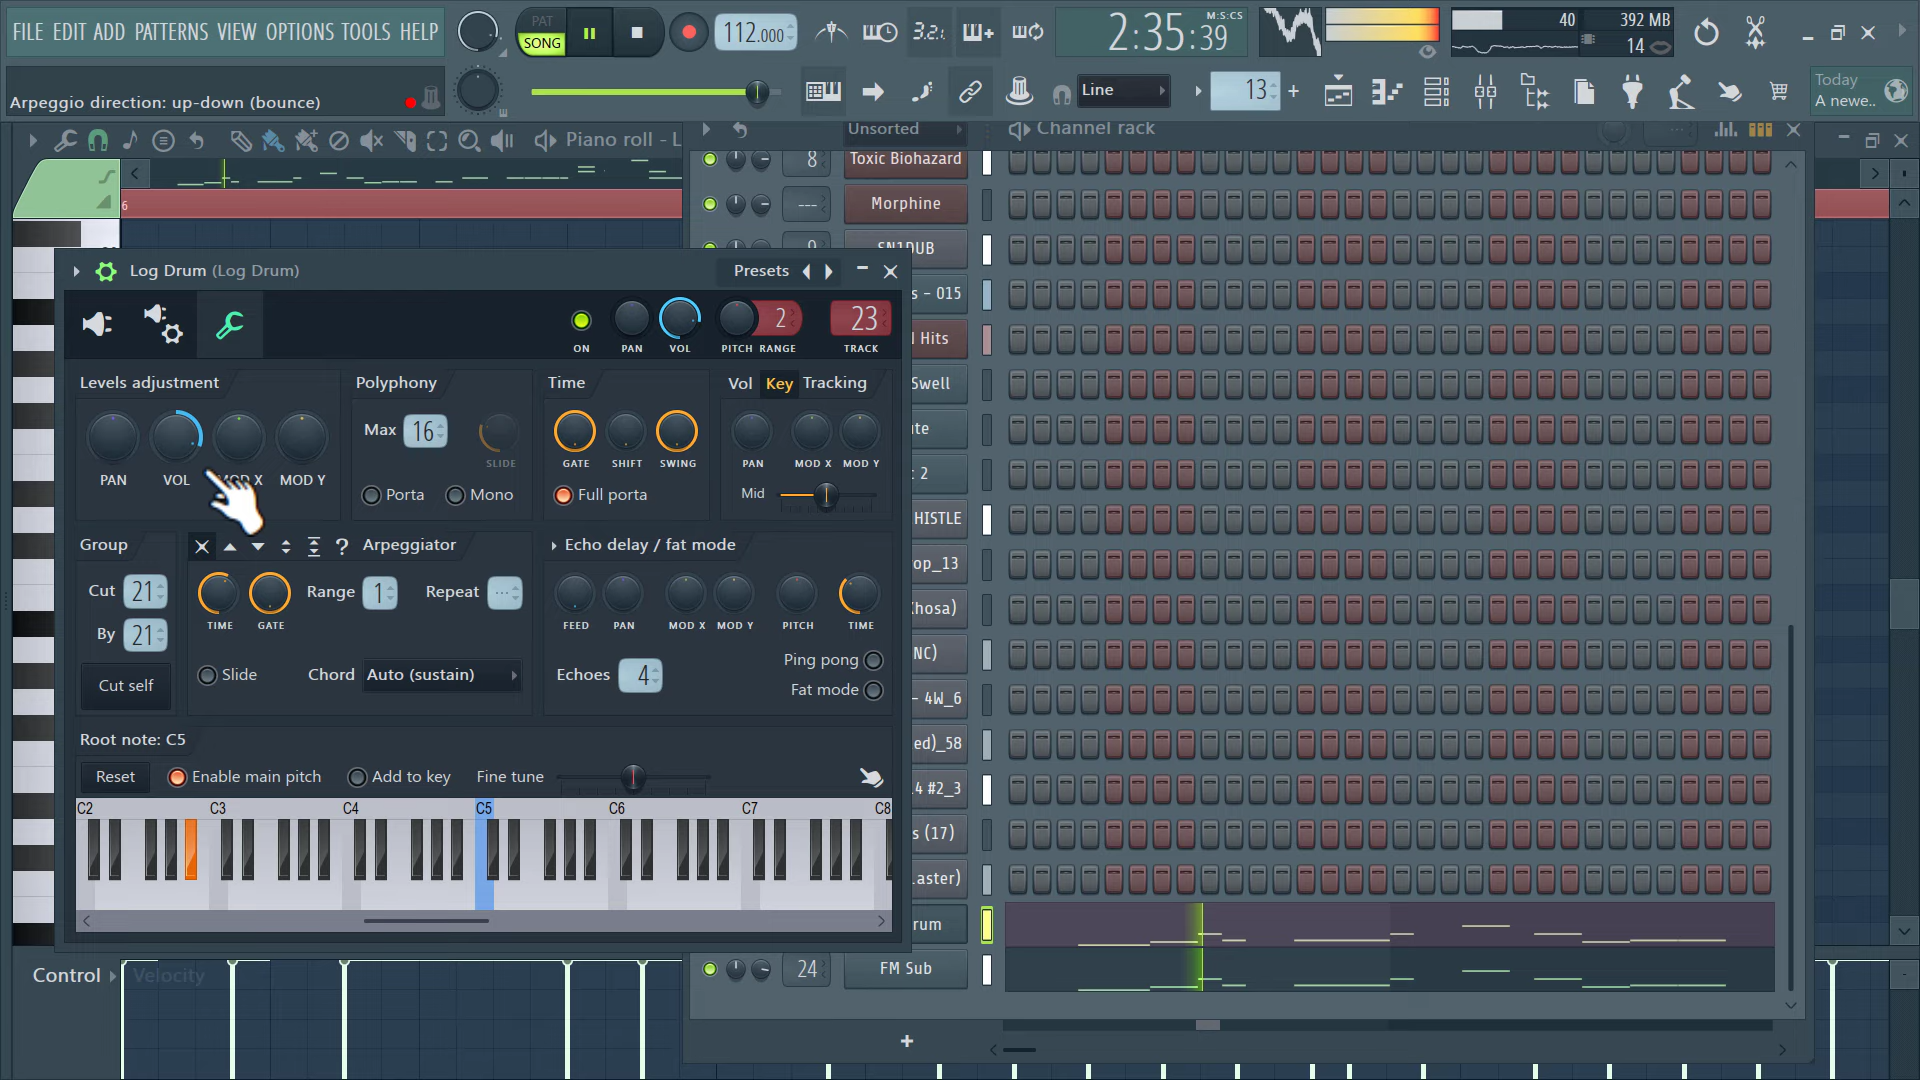 FILE EDIT ADD PATTERNS VIEW OPTIONS TOOLS HELP
PAT
SONG
112.000
3.2.1
M:S:CS
2:35:39
40
392 MB
14
Arpeggio direction: up-down (bounce)
Line
13
Today
A newe..
Piano roll - L
Unsorted
Channel rack
6
8
Toxic Biohazard
---
Morphine
9
SN1DUB
s - 015
Hits
Swell
te
t 2
HISTLE
op_13
(hosa)
NC)
- 4W_6
ed)_58
14 #2_3
s (17)
aster)
rum
24
FM Sub
Log Drum (Log Drum)
Presets
ON
PAN
VOL
PITCH
2
RANGE
23
TRACK
Levels adjustment
PAN
VOL
MOD X
MOD Y
Polyphony
Max
16
SLIDE
Porta
Mono
Time
GATE
SHIFT
SWING
Full porta
Vol
Key
Tracking
PAN
MOD X
MOD Y
Mid
Group
Cut
21
By
21
Cut self
?
Arpeggiator
TIME
GATE
Range
1
Repeat
...
Slide
Chord
Auto (sustain)
Echo delay / fat mode
FEED
PAN
MOD X
MOD Y
PITCH
TIME
Echoes
4
Ping pong
Fat mode
Root note: C5
Reset
Enable main pitch
Add to key
Fine tune
C2
C3
C4
C5
C6
C7
C8
Control
Velocity
+